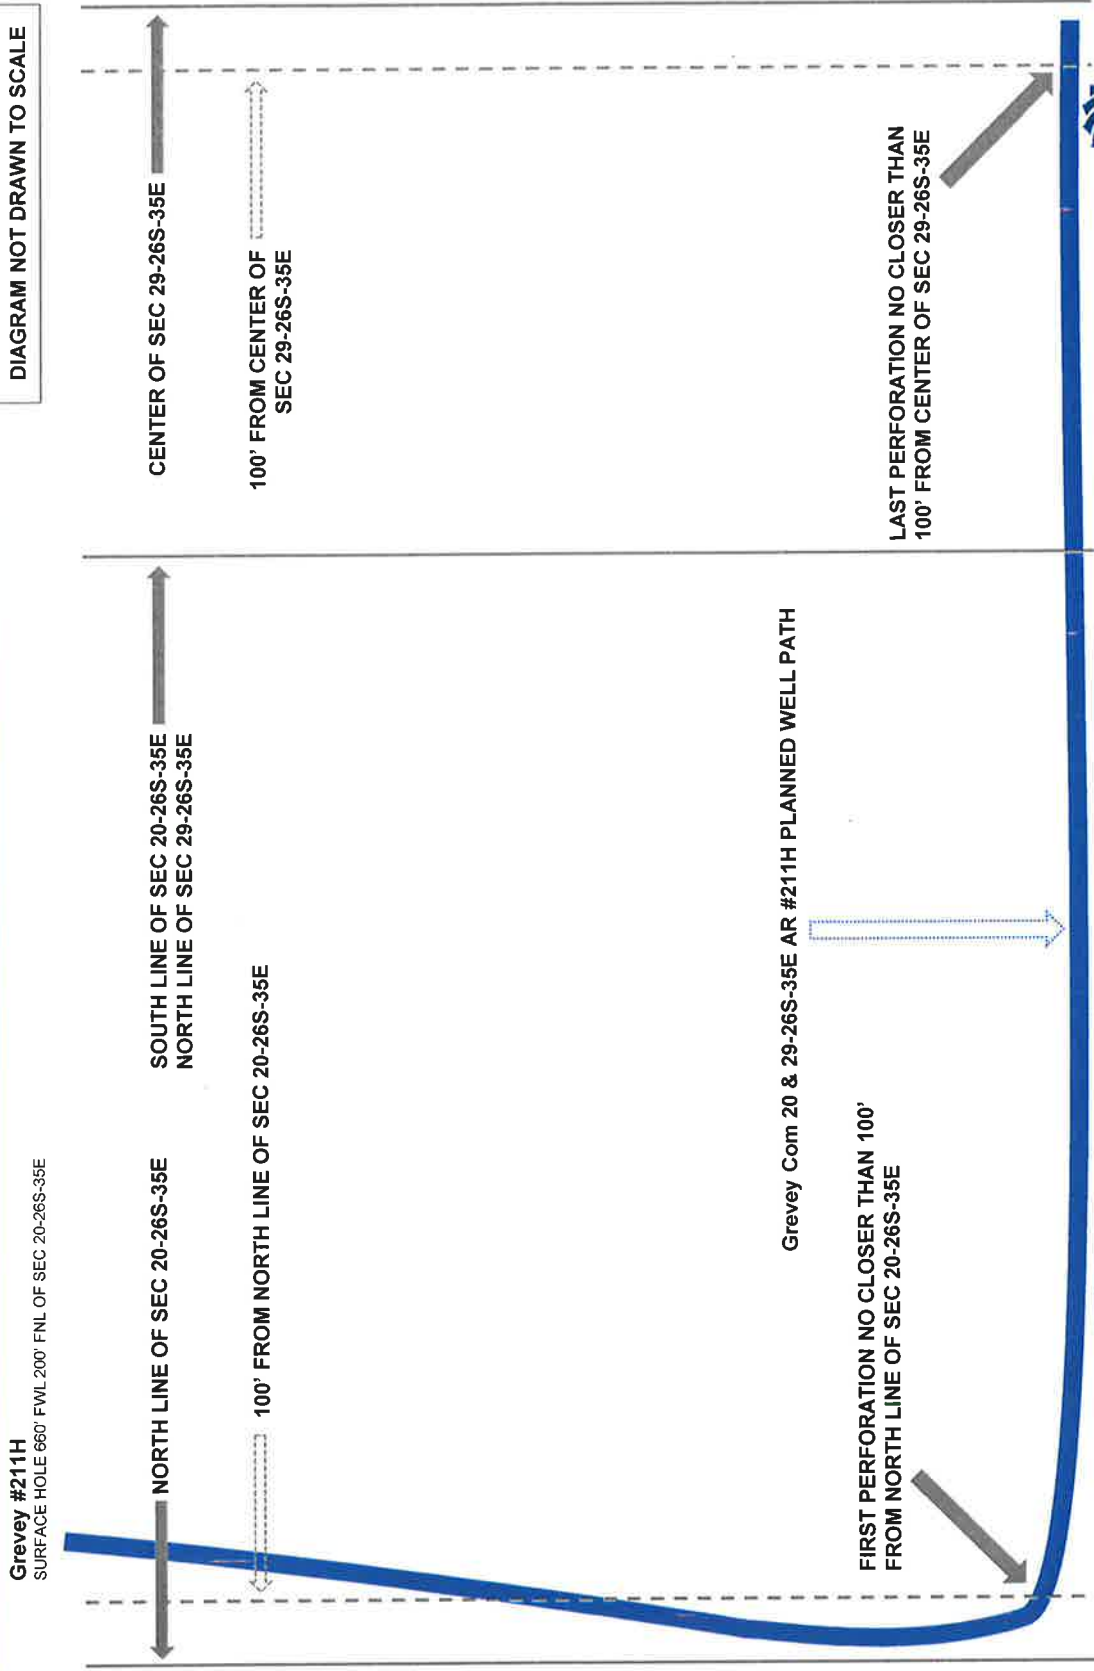 DIAGRAM NOT DRAWN TO SCALE
Grevey #211H
SURFACE HOLE 660' FWL 200' FNL OF SEC 20-26S-35E
NORTH LINE OF SEC 20-26S-35E
SOUTH LINE OF SEC 20-26S-35E
NORTH LINE OF SEC 29-26S-35E
CENTER OF SEC 29-26S-35E
100' FROM NORTH LINE OF SEC 20-26S-35E
100' FROM CENTER OF
SEC 29-26S-35E
Grevey Com 20 & 29-26S-35E AR #211H PLANNED WELL PATH
FIRST PERFORATION NO CLOSER THAN 100'
FROM NORTH LINE OF SEC 20-26S-35E
LAST PERFORATION NO CLOSER THAN
100' FROM CENTER OF SEC 29-26S-35E